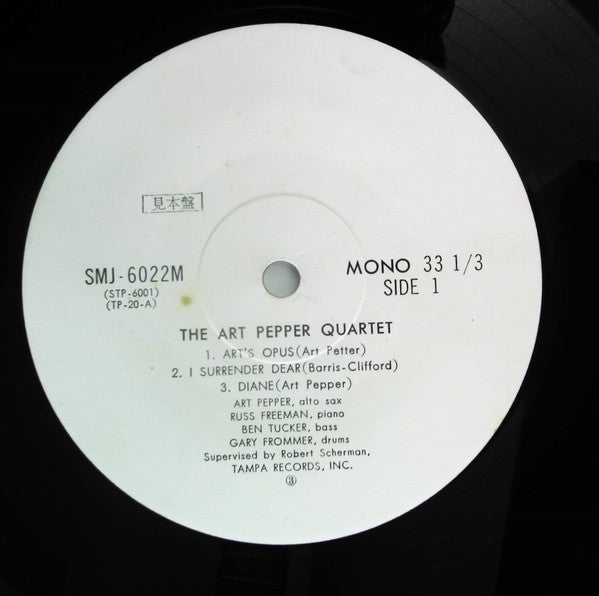 見本盤
SMJ-6022M
(STP-6001)
(TP-20-A)
MONO 33 1/3
SIDE 1
THE ART PEPPER QUARTET
1. ART'S OPUS(Art Petter)
2. I SURRENDER DEAR(Barris-Clifford)
3. DIANE(Art Pepper)
ART PEPPER, alto sax
RUSS FREEMAN, piano
BEN TUCKER, bass
GARY FROMMER, drums
Supervised by Robert Scherman,
TAMPA RECORDS, INC.
③